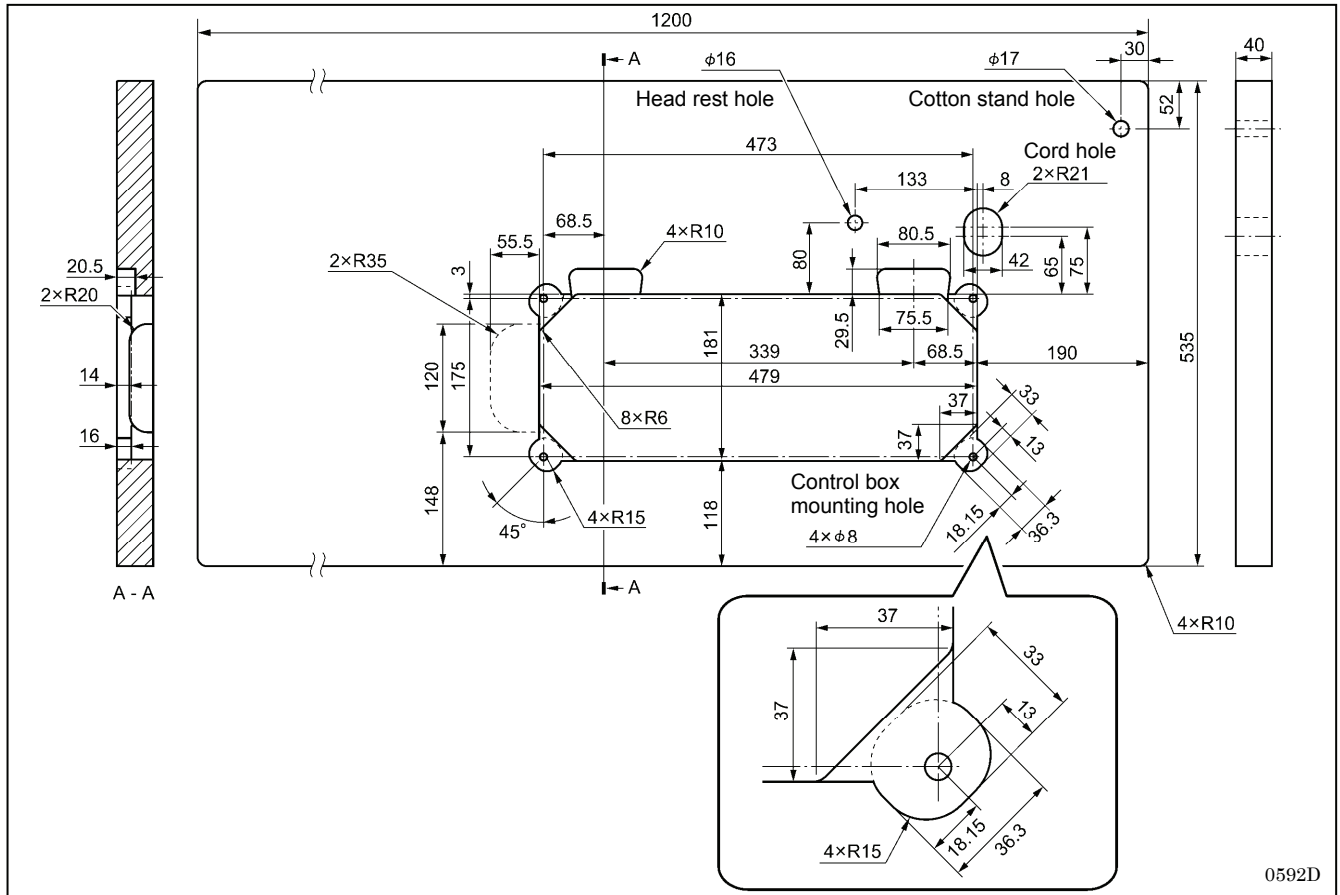 1200
A
φ16
φ17
30
40
Head rest hole
Cotton stand hole
52
473
Cord hole
2×R21
133
8
68.5
4×R10
55.5
80.5
80
42
65
75
2×R35
20.5
3
2×R20
29.5
75.5
181
339
68.5
190
535
120
175
14
479
37
33
8×R6
37
13
16
Control box
mounting hole
148
118
18.15
36.3
45°
4×R15
4×φ8
A
A - A
4×R10
37
33
37
13
18.15
36.3
4×R15
0592D